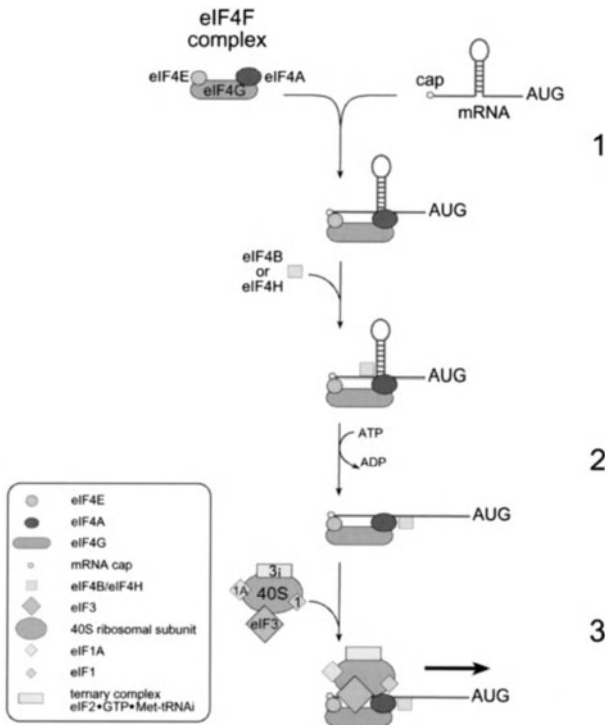 eIF4F
complex
eIF4E
eIF4A
eIF4G
cap
mRNA
AUG
1
AUG
eIF4B
or
eIF4H
AUG
ATP
ADP
2
AUG
3i
1A
40S
1
eIF3
3
AUG
eIF4E
eIF4A
eIF4G
mRNA cap
eIF4B/eIF4H
eIF3
40S ribosomal subunit
eIF1A
eIF1
ternary complex
eIF2•GTP•Met-tRNAi